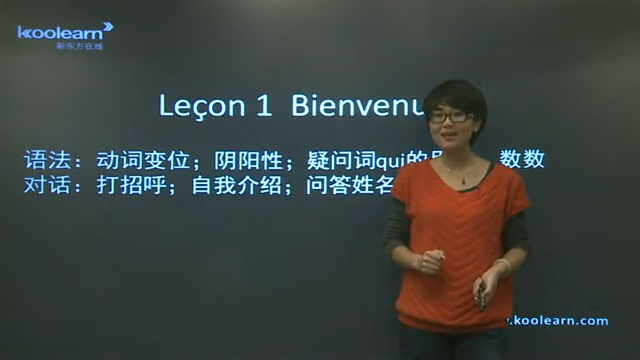 koolearn
新东方在线
Leçon 1 Bienvenu
语法：动词变位；阴阳性；疑问词qui的 数数
对话：打招呼；自我介绍；问答姓名
.koolearn.com